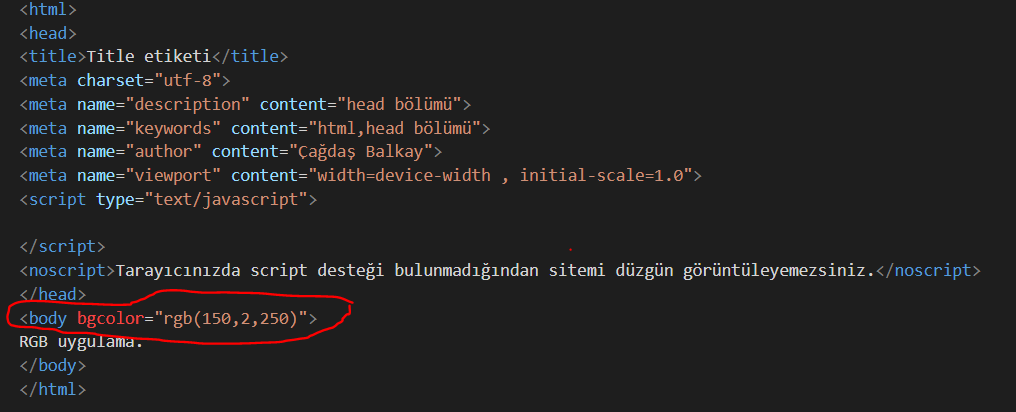 <html>
<head>
<title>Title etiketi</title>
<meta charset="utf-8">
<meta name="description" content="head bölümü">
<meta name="keywords" content="html,head bölümü">
<meta name="author" content="Çağdaş Balkay">
<meta name="viewport" content="width=device-width , initial-scale=1.0">
<script type="text/javascript">
</script>
<noscript>Tarayıcınızda script desteği bulunmadığından sitemi düzgün görüntüleyemezsiniz.</noscript>
</head>
<body bgcolor="rgb(150,2,250)">
RGB uygulama.
</body>
</html>